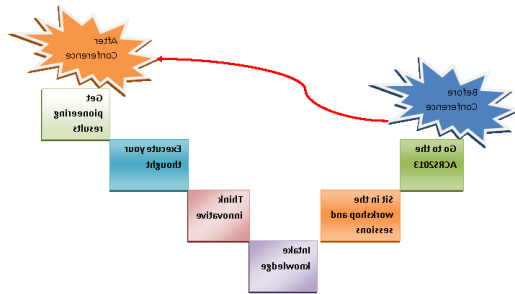 After
Conference
Before
Conference
Get
pioneering
results
Go to the
ACRS2013
Execute your
thought
Think
innovative
Sit in the
workshop and
sessions
Intake
knowledge